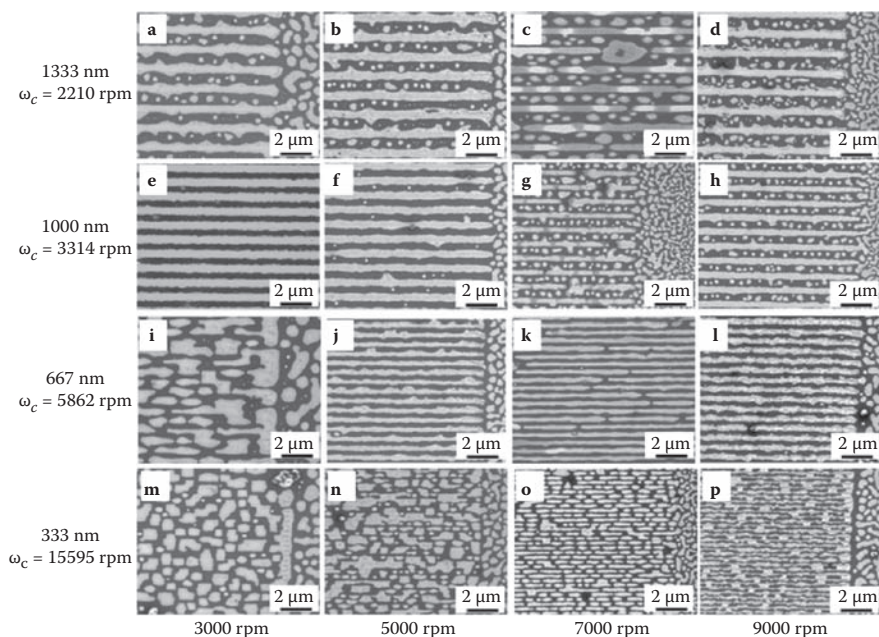 a b c d
1333 nm
ω_c = 2210 rpm
2 μm 2 μm 2 μm 2 μm
e f g h
1000 nm
ω_c = 3314 rpm
2 μm 2 μm 2 μm 2 μm
i j k l
667 nm
ω_c = 5862 rpm
2 μm 2 μm 2 μm 2 μm
m n o p
333 nm
ω_c = 15595 rpm
2 μm 2 μm 2 μm 2 μm
3000 rpm 5000 rpm 7000 rpm 9000 rpm